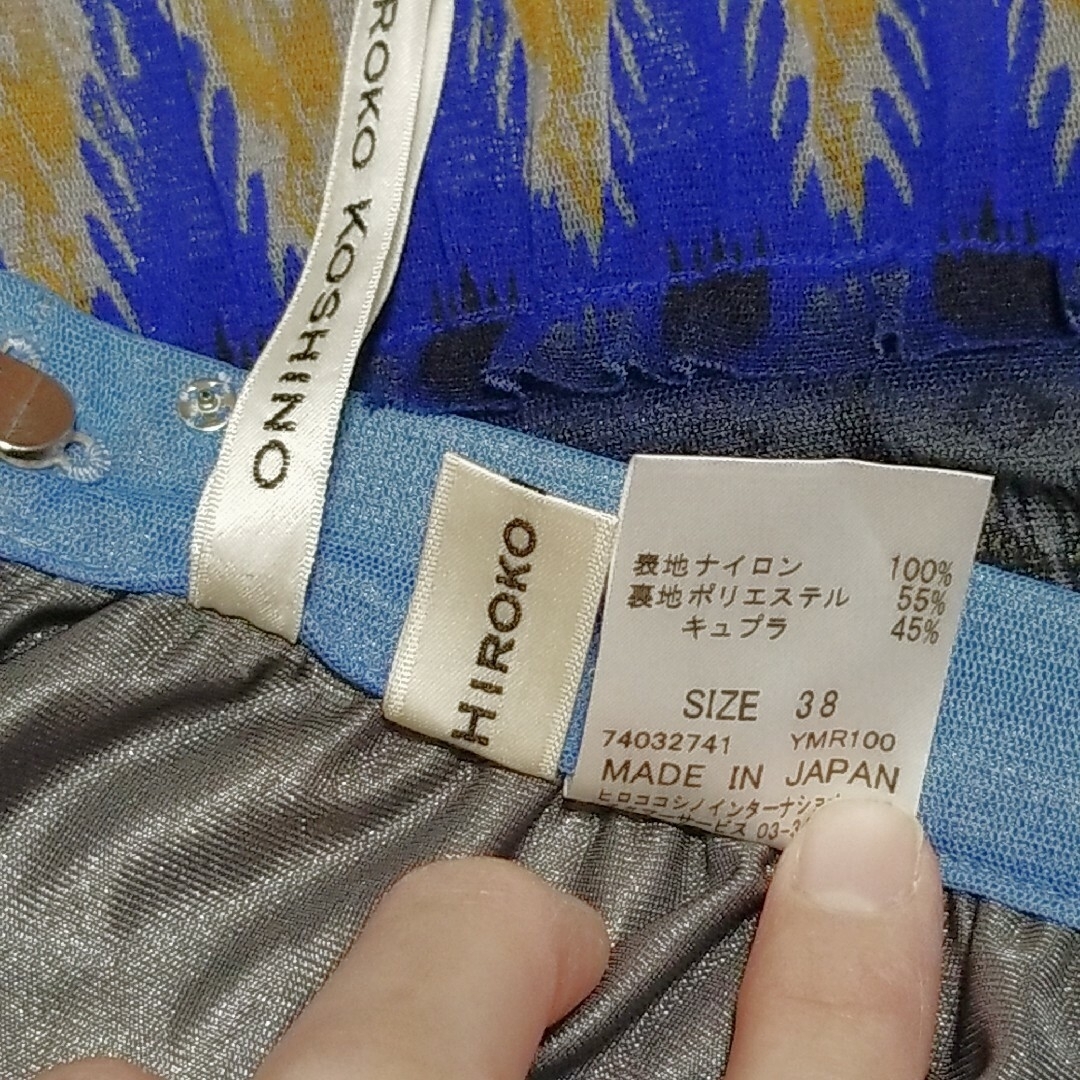 ROKO KOSHINO
HIROKO
表地ナイロン 100%
裏地ポリエステル 55%
キュプラ 45%
SIZE 38
74032741 YMR100
MADE IN JAPAN
ヒロココシノインターナショ
サービス 03-3